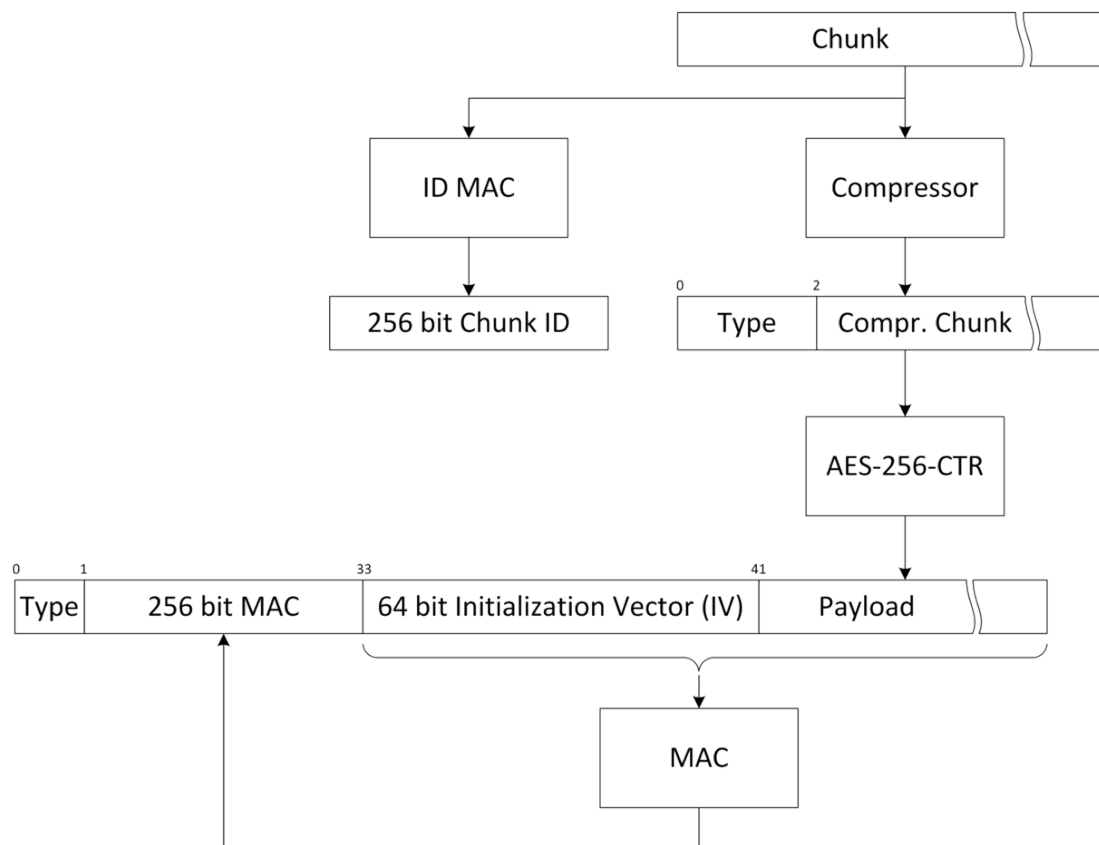 Chunk
ID MAC
Compressor
0 2
256 bit Chunk ID
Type Compr. Chunk
AES-256-CTR
0 1 33 41
Type 256 bit MAC 64 bit Initialization Vector (IV) Payload
MAC